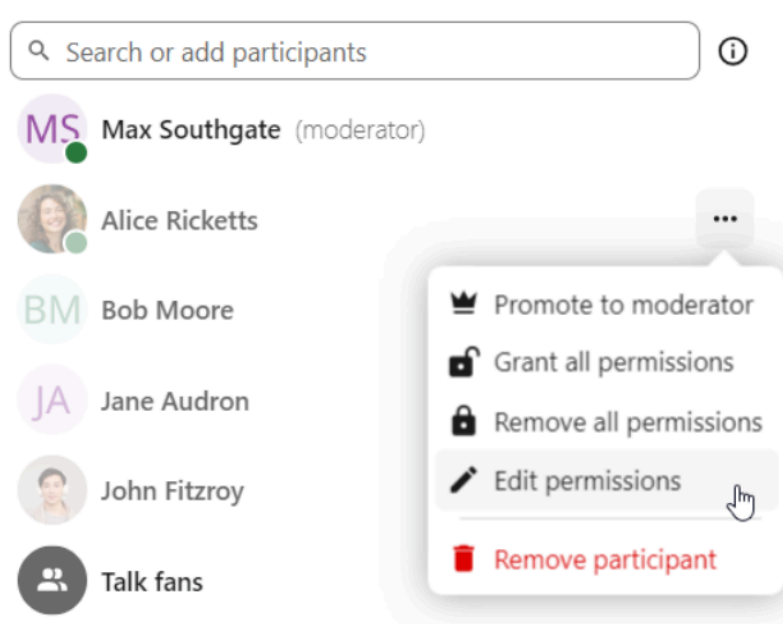 Search or add participants
MS Max Southgate (moderator)
Alice Ricketts
BM Bob Moore
JA Jane Audron
John Fitzroy
Talk fans
Promote to moderator
Grant all permissions
Remove all permissions
Edit permissions
Remove participant